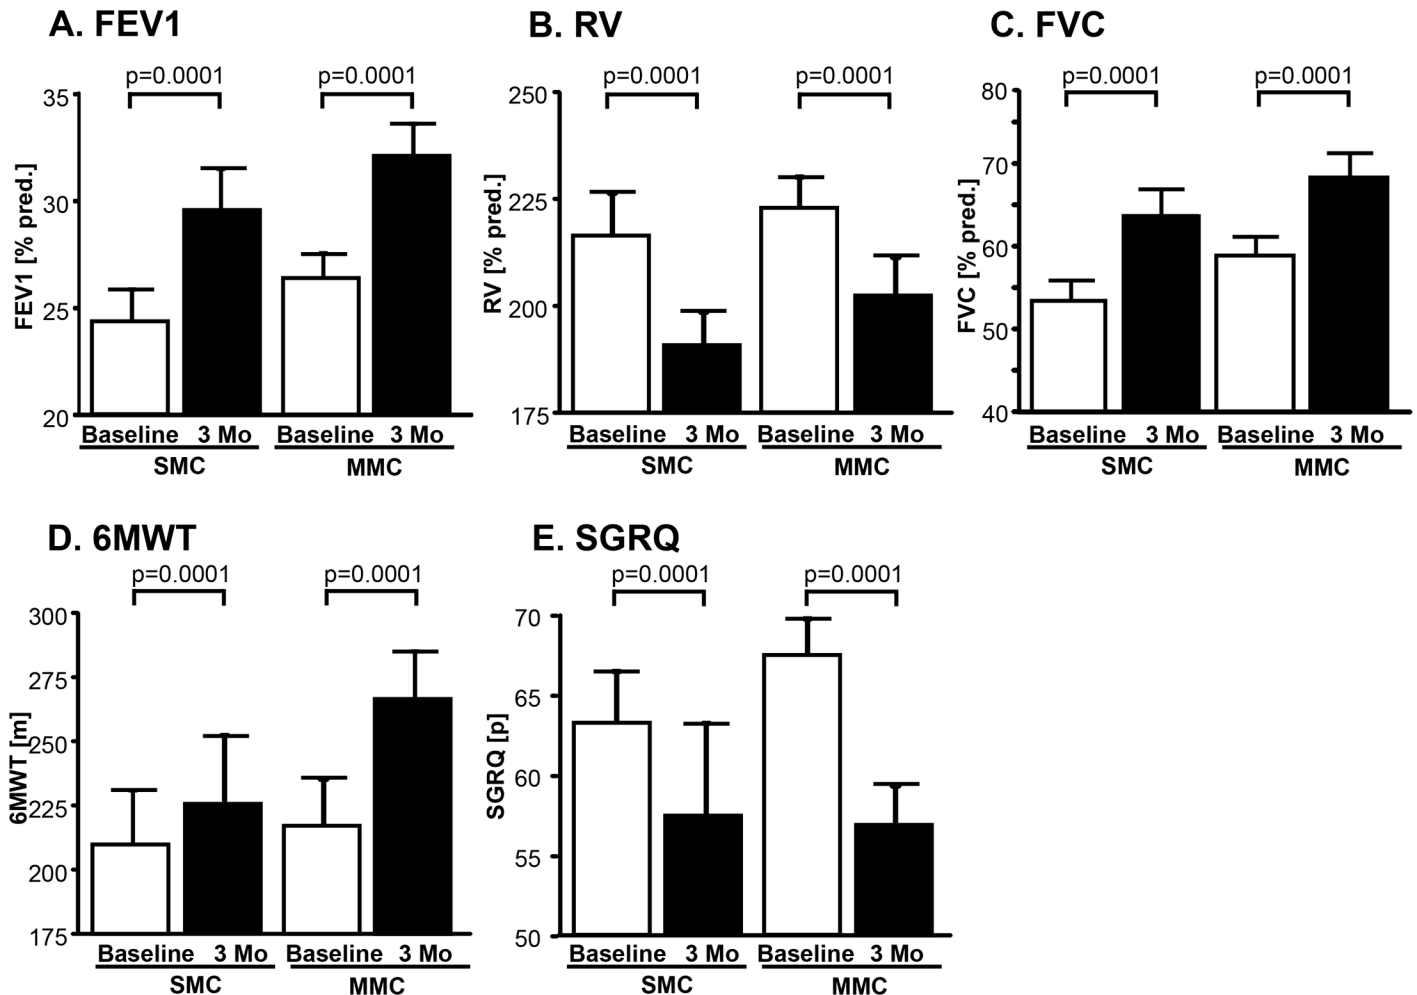 A. FEV1
p=0.0001 p=0.0001
FEV1 [% pred.]
35
30
25
20
Baseline 3 Mo Baseline 3 Mo
SMC MMC
B. RV
p=0.0001 p=0.0001
RV [% pred.]
250
225
200
175
Baseline 3 Mo Baseline 3 Mo
SMC MMC
C. FVC
p=0.0001 p=0.0001
FVC [% pred.]
80
70
60
50
40
Baseline 3 Mo Baseline 3 Mo
SMC MMC
D. 6MWT
p=0.0001 p=0.0001
6MWT [m]
300
275
250
225
200
175
Baseline 3 Mo Baseline 3 Mo
SMC MMC
E. SGRQ
p=0.0001 p=0.0001
SGRQ [p]
70
65
60
55
50
Baseline 3 Mo Baseline 3 Mo
SMC MMC